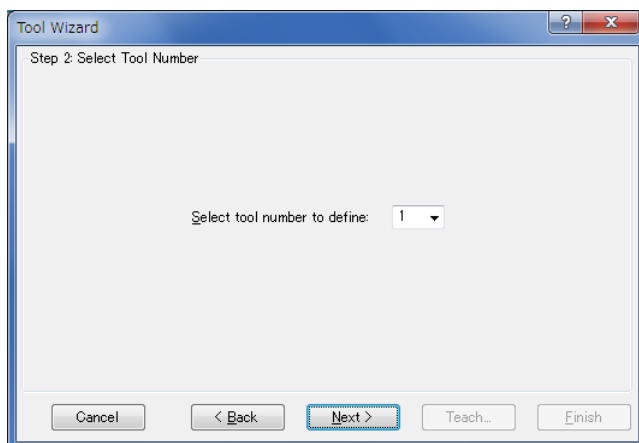 Tool Wizard
?
Step 2: Select Tool Number
Select tool number to define: 1
Cancel < Back Next > Teach... Finish